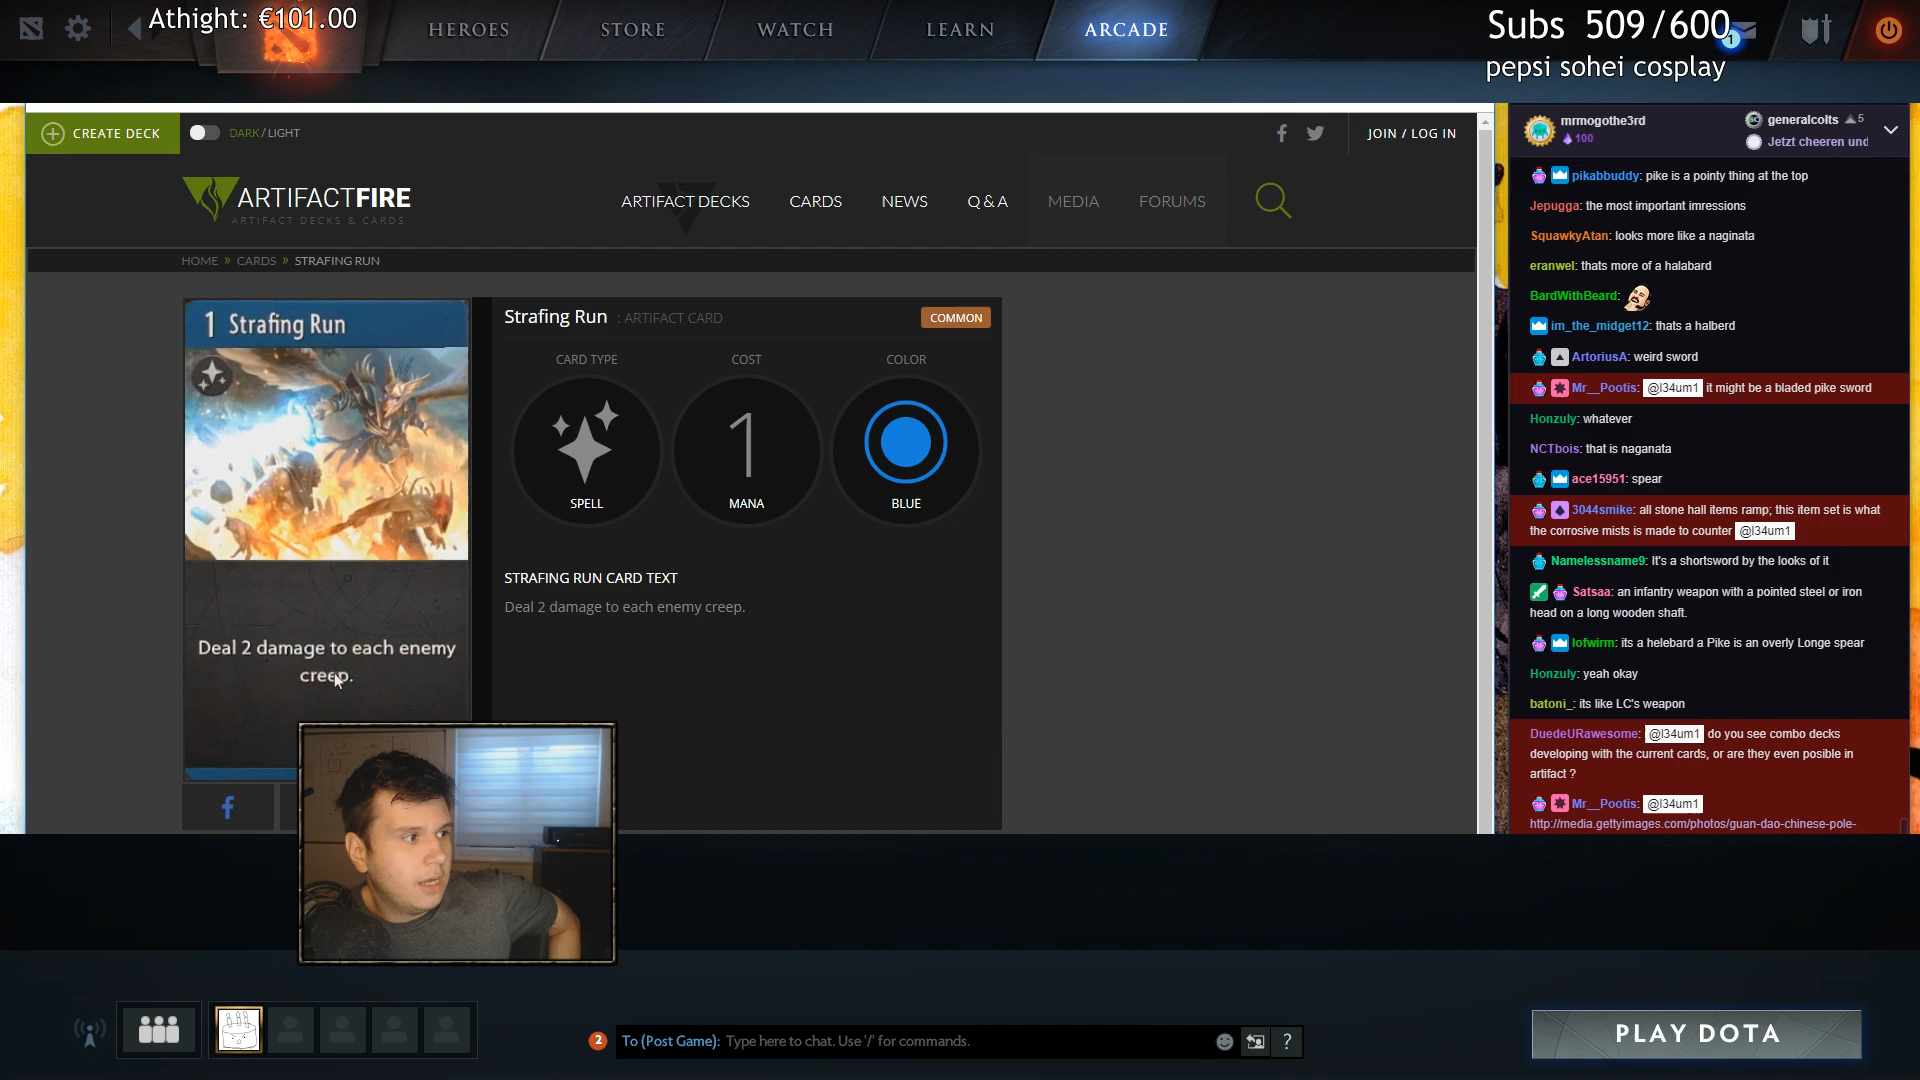 Athight: €101.00
HEROES
STORE
WATCH
LEARN
ARCADE
Subs 509/600
1
pepsi sohei cosplay
CREATE DECK
DARK / LIGHT
JOIN / LOG IN
ARTIFACTFIRE
ARTIFACT DECKS & CARDS
ARTIFACT DECKS
CARDS
NEWS
Q & A
MEDIA
FORUMS
HOME » CARDS » STRAFING RUN
1 Strafing Run
Deal 2 damage to each enemy
creep.
Strafing Run : ARTIFACT CARD
COMMON
CARD TYPE
COST
COLOR
1
SPELL
MANA
BLUE
STRAFING RUN CARD TEXT
Deal 2 damage to each enemy creep.
mrmogothe3rd
100
generalcolts 5
Jetzt cheeren und
pikabbuddy: pike is a pointy thing at the top
Jepugga: the most important imressions
SquawkyAtan: looks more like a naginata
eranwel: thats more of a halabard
BardWithBeard:
im_the_midget12: thats a halberd
ArtoriusA: weird sword
Mr__Pootis: @l34um1 it might be a bladed pike sword
Honzuly: whatever
NCTbois: that is naganata
ace15951: spear
3044smike: all stone hall items ramp; this item set is what
the corrosive mists is made to counter @l34um1
Namelessname9: It's a shortsword by the looks of it
Satsaa: an infantry weapon with a pointed steel or iron
head on a long wooden shaft.
lofwirm: its a helebard a Pike is an overly Longe spear
Honzuly: yeah okay
batoni_: its like LC's weapon
DuedeURawesome: @l34um1 do you see combo decks
developing with the current cards, or are they even posible in
artifact ?
Mr__Pootis: @l34um1
http://media.gettyimages.com/photos/guan-dao-chinese-pole-
2
To (Post Game): Type here to chat. Use '/' for commands.
?
PLAY DOTA